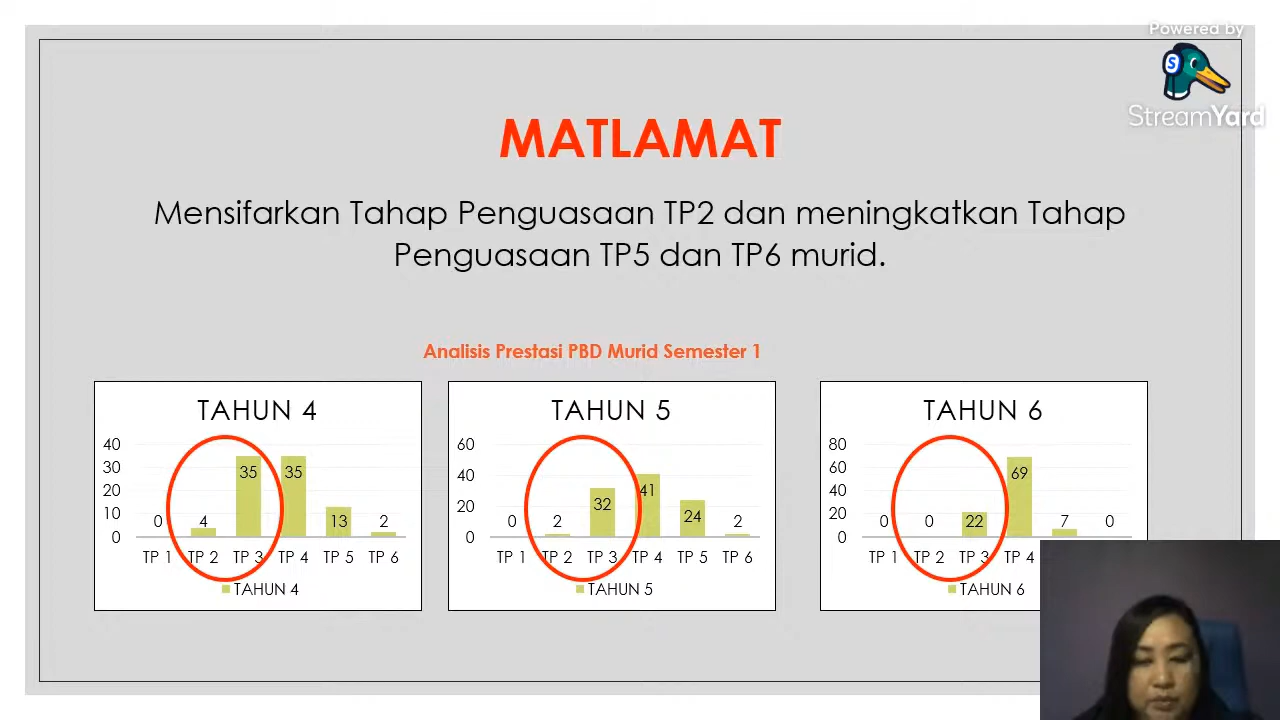 Powered by
StreamYard
MATLAMAT
Mensifarkan Tahap Penguasaan TP2 dan meningkatkan Tahap
Penguasaan TP5 dan TP6 murid.
Analisis Prestasi PBD Murid Semester 1
TAHUN 4
40
30
20
10
0
0 4 35 35 13 2
TP 1 TP 2 TP 3 TP 4 TP 5 TP 6
TAHUN 4
TAHUN 5
60
40
20
0
0 2 32 41 24 2
TP 1 TP 2 TP 3 TP 4 TP 5 TP 6
TAHUN 5
TAHUN 6
80
60
40
20
0
0 0 22 69 7 0
TP 1 TP 2 TP 3 TP 4
TAHUN 6